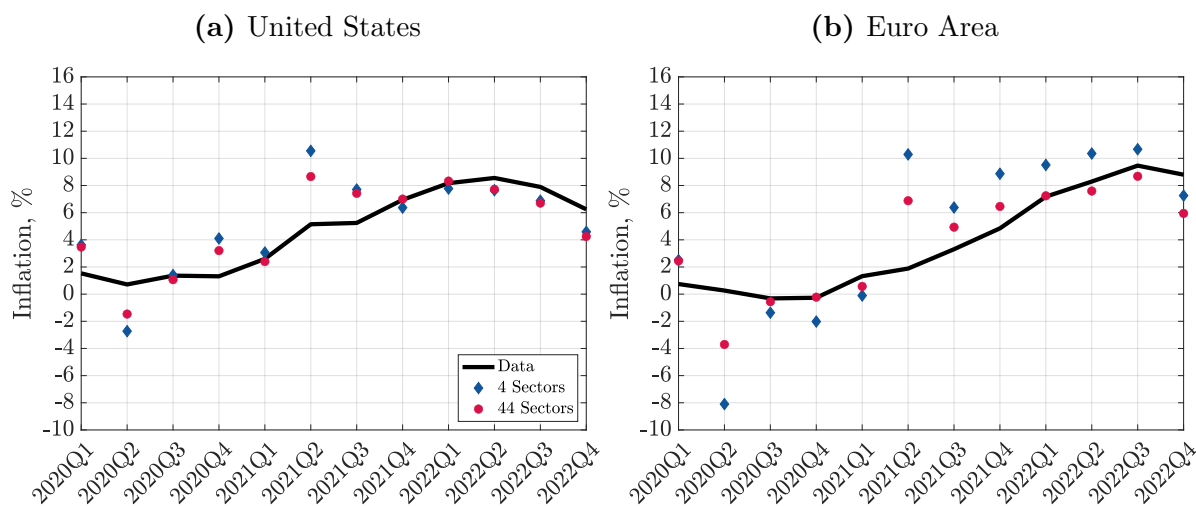 (a) United States
Inflation, %
16
14
12
10
8
6
4
2
0
-2
-4
-6
-8
-10
Data
4 Sectors
44 Sectors
2020Q1
2020Q2
2020Q3
2020Q4
2021Q1
2021Q2
2021Q3
2021Q4
2022Q1
2022Q2
2022Q3
2022Q4
(b) Euro Area
Inflation, %
16
14
12
10
8
6
4
2
0
-2
-4
-6
-8
-10
2020Q1
2020Q2
2020Q3
2020Q4
2021Q1
2021Q2
2021Q3
2021Q4
2022Q1
2022Q2
2022Q3
2022Q4